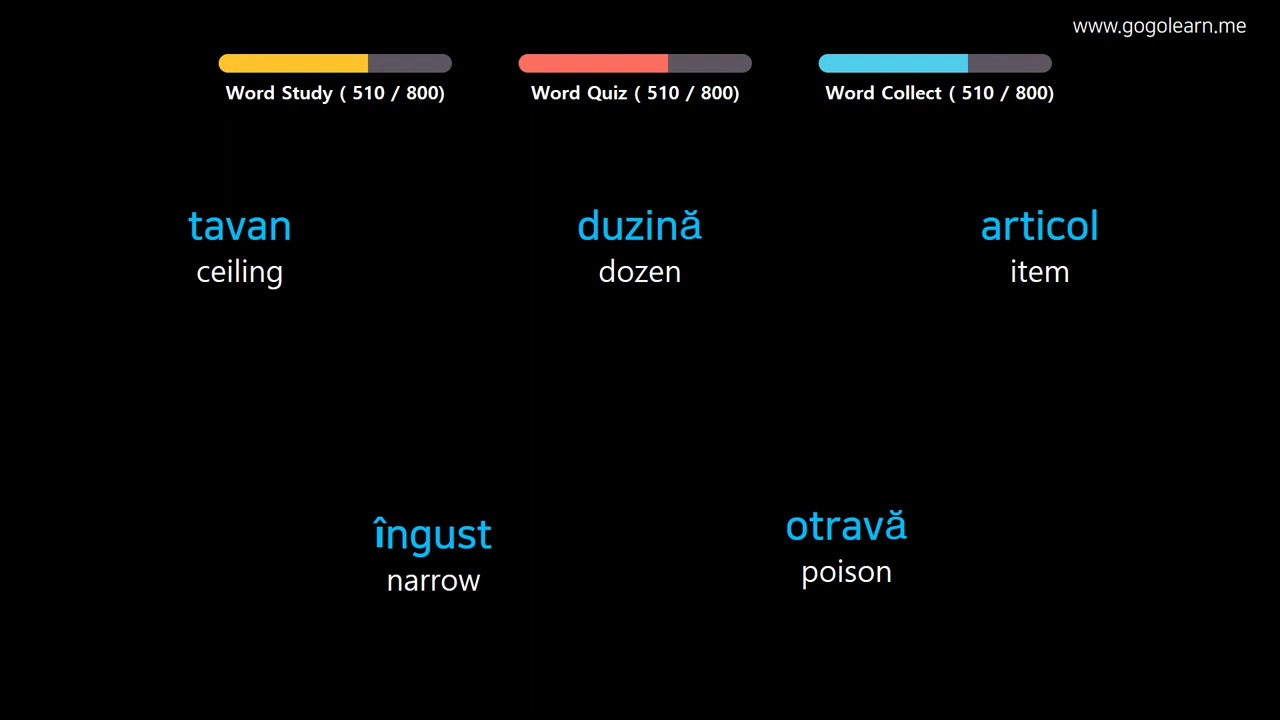 www.gogolearn.me
Word Study ( 510 / 800)
Word Quiz ( 510 / 800)
Word Collect ( 510 / 800)
tavan
ceiling
duzină
dozen
articol
item
îngust
narrow
otravă
poison